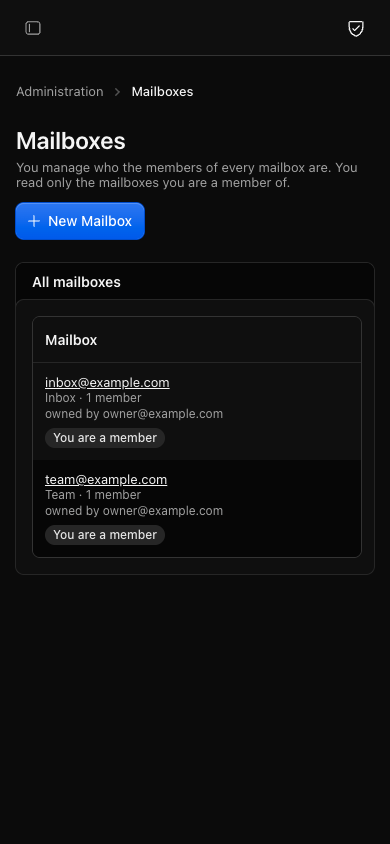 Administration > Mailboxes
Mailboxes
You manage who the members of every mailbox are. You
read only the mailboxes you are a member of.
+ New Mailbox
All mailboxes
Mailbox
inbox@example.com
Inbox · 1 member
owned by owner@example.com
You are a member
team@example.com
Team · 1 member
owned by owner@example.com
You are a member